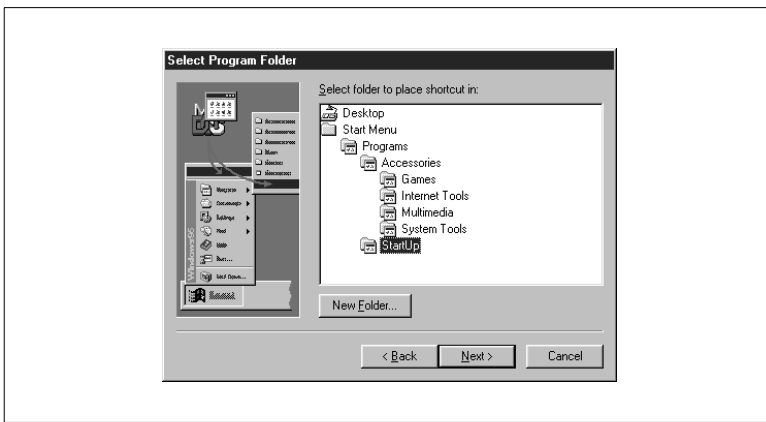 Select Program Folder
Select folder to place shortcut in:
Desktop
Start Menu
Programs
Accessories
Games
Internet Tools
Multimedia
System Tools
StartUp
Windows95
New Folder...
< Back
Next >
Cancel